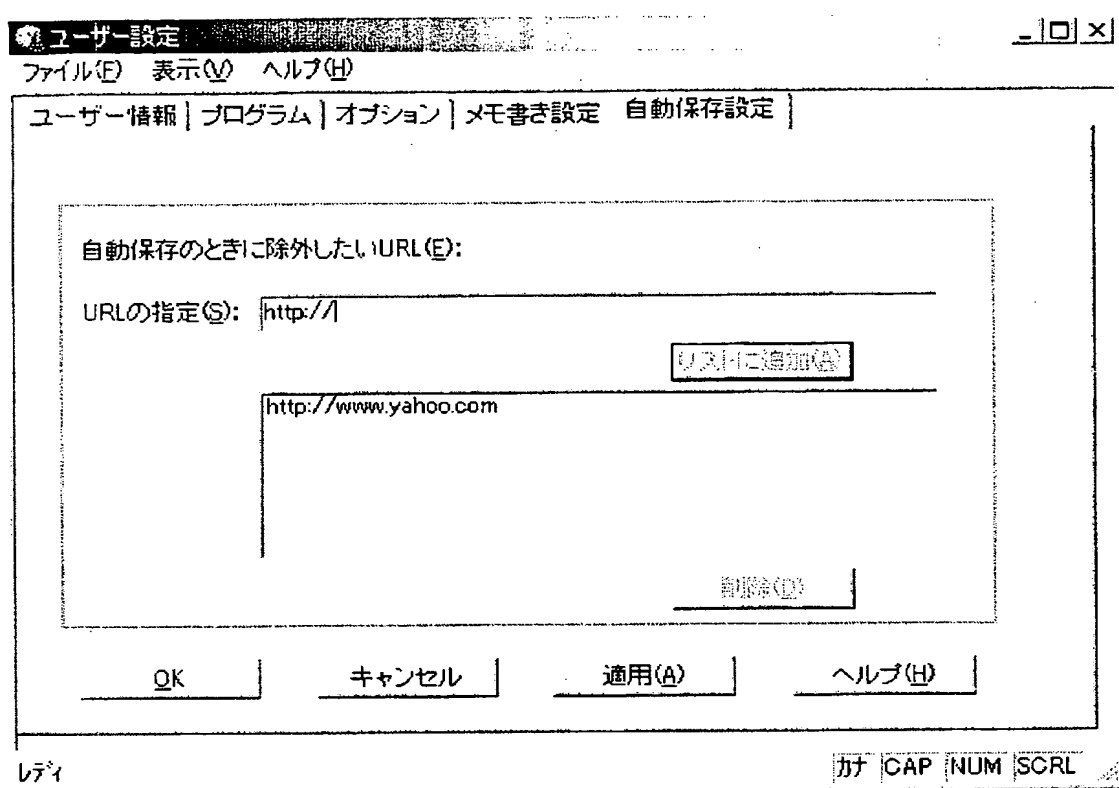 ユーザー設定
ファイル(F) 表示(V) ヘルプ(H)
ユーザー情報 プログラム オプション メモ書き設定 自動保存設定
自動保存のときに除外したいURL(E):
URLの指定(S): http://
リストに追加(A)
http://www.yahoo.com
削除(D)
OK キャンセル 適用(A) ヘルプ(H)
レディ カナ CAP NUM SCRL